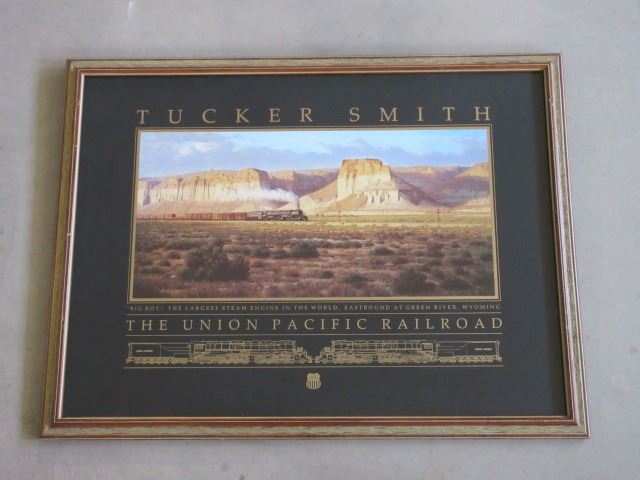 TUCKER SMITH
"BIG BOY," THE LARGEST STEAM ENGINE IN THE WORLD, EASTBOUND AT GREEN RIVER, WYOMING
THE UNION PACIFIC RAILROAD